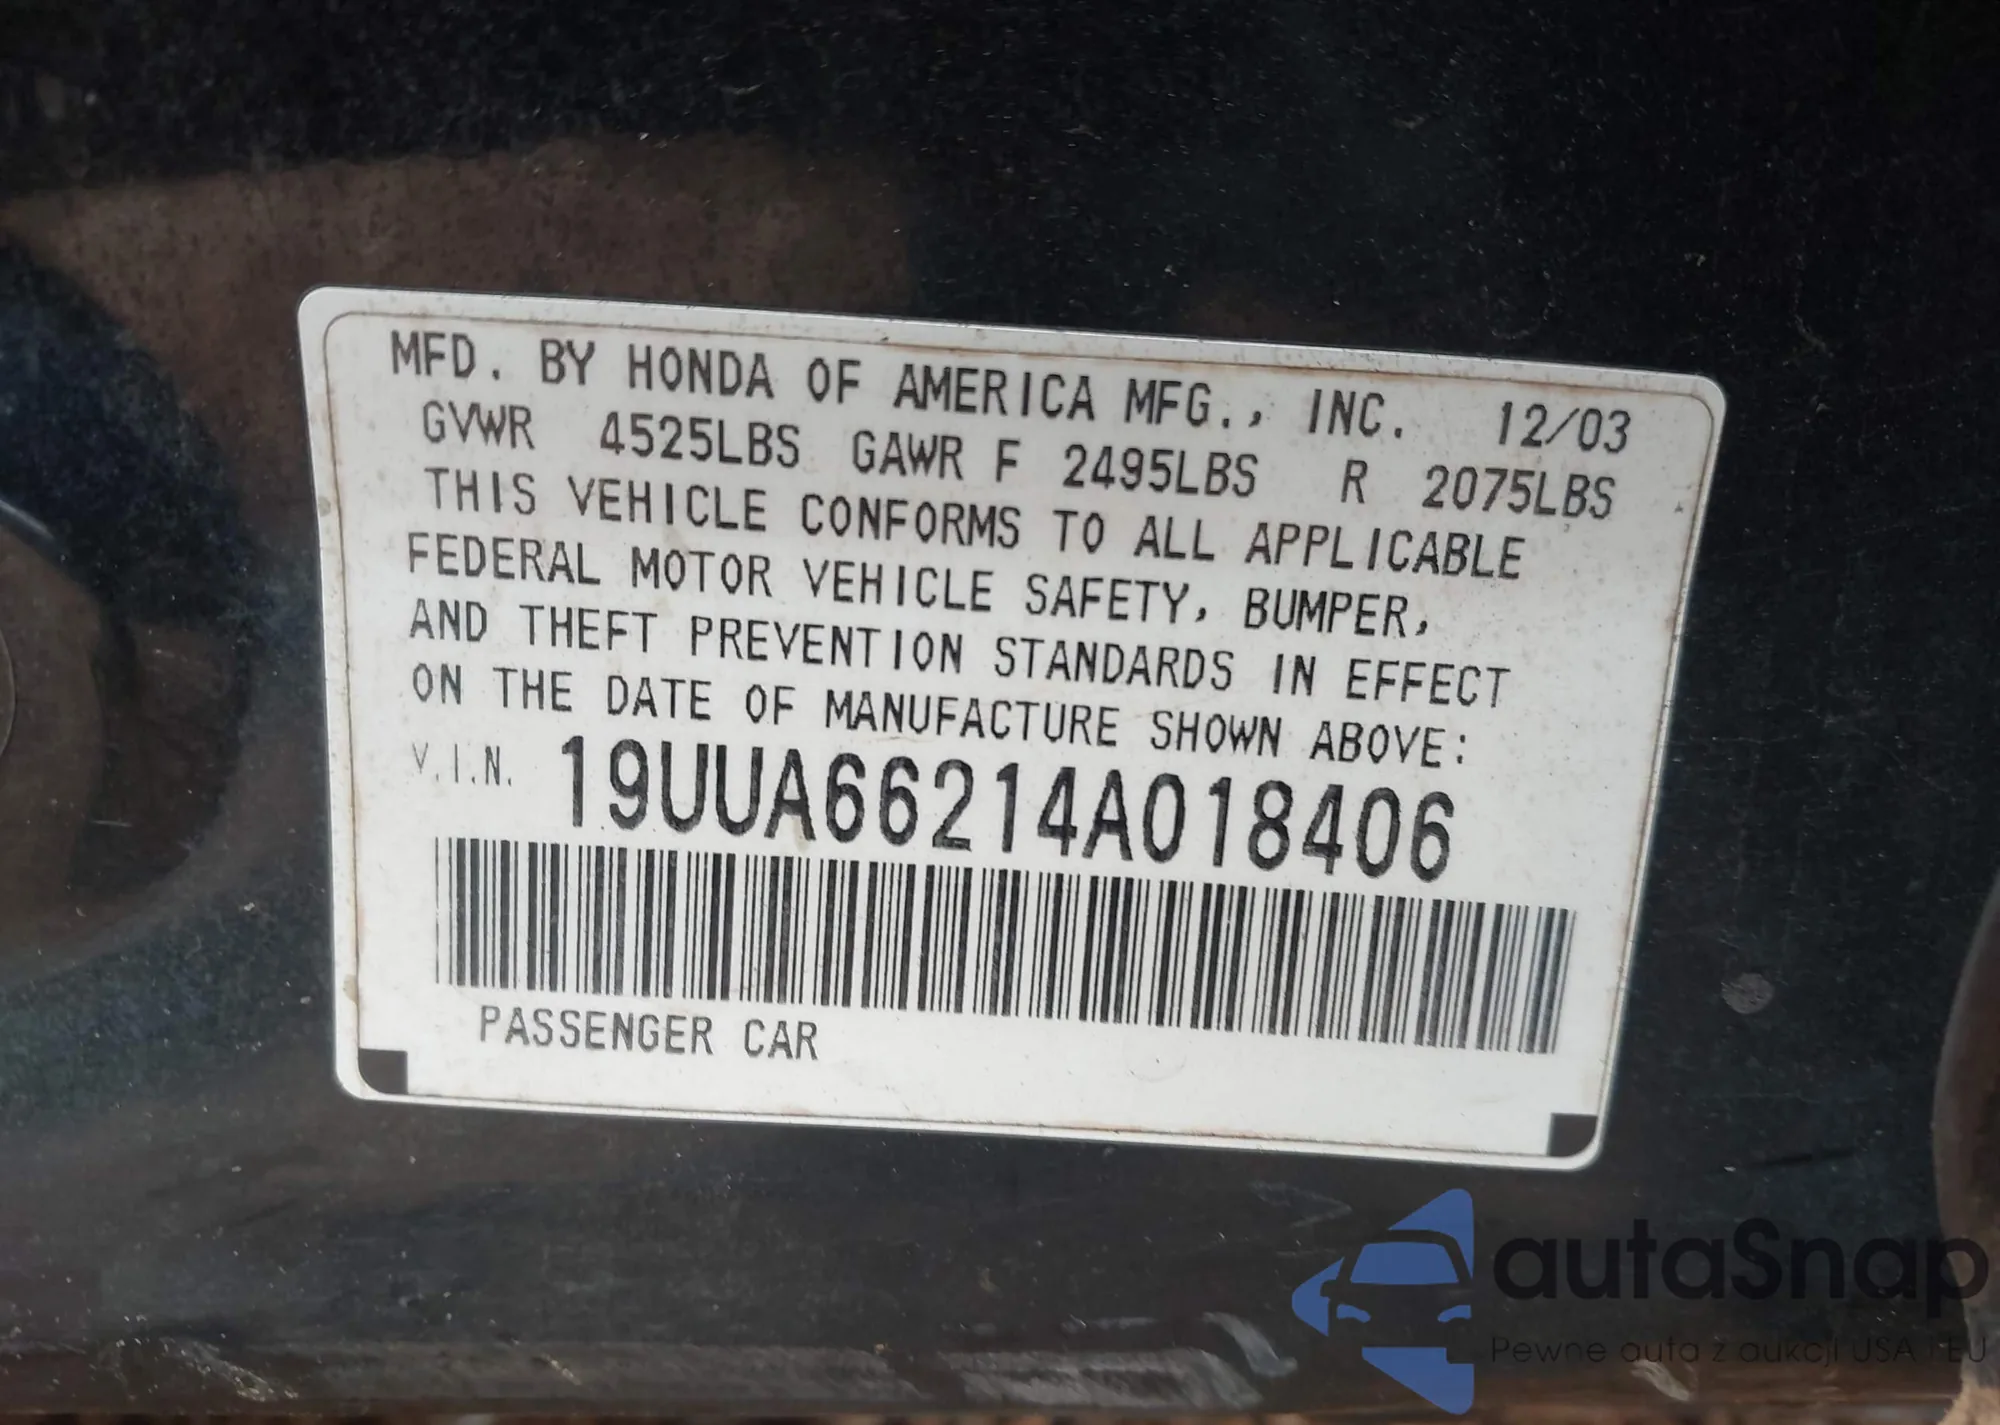 MFD. BY HONDA OF AMERICA MFG., INC. 12/03
GVWR 4525LBS GAWR F 2495LBS R 2075LBS
THIS VEHICLE CONFORMS TO ALL APPLICABLE
FEDERAL MOTOR VEHICLE SAFETY, BUMPER,
AND THEFT PREVENTION STANDARDS IN EFFECT
ON THE DATE OF MANUFACTURE SHOWN ABOVE:
V.I.N. 19UUA66214A018406
PASSENGER CAR
autaSnap
Pewne auta z aukcji USA i EU